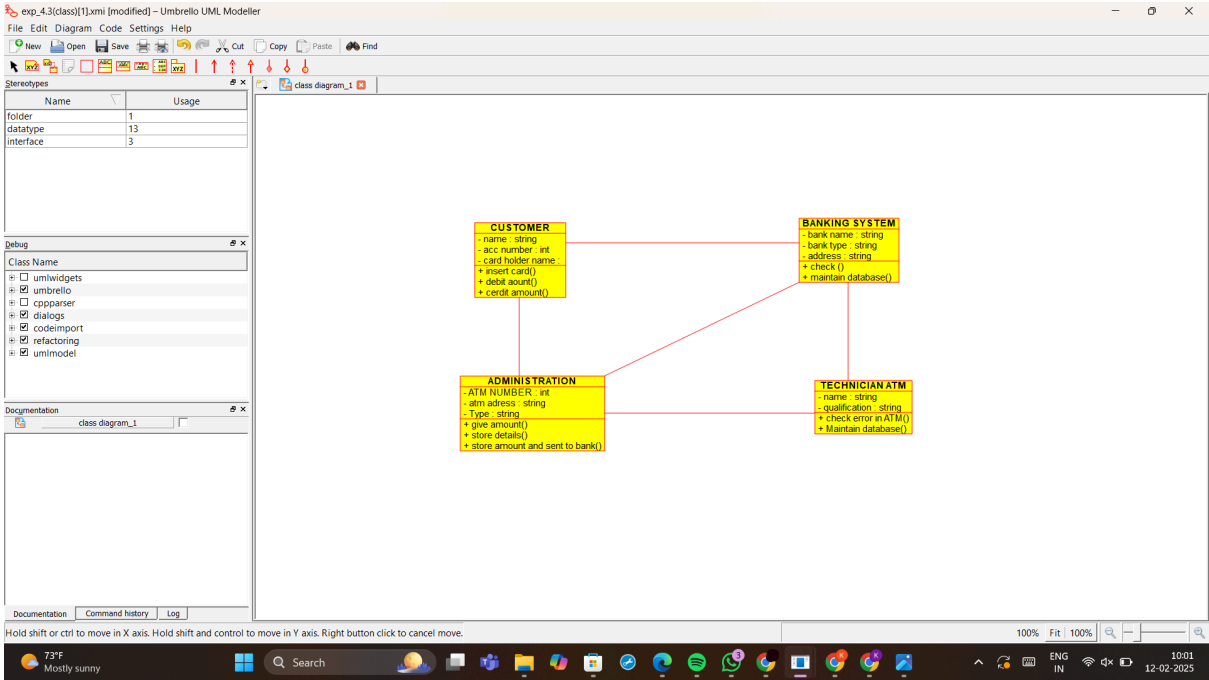 exp_4.3(class)[1].xmi [modified] – Umbrello UML Modeller
File Edit Diagram Code Settings Help
New Open Save Cut Copy Paste Find
Stereotypes
Name Usage
folder 1
datatype 13
interface 3
Debug
Class Name
umlwidgets
umbrello
cppparser
dialogs
codeimport
refactoring
umlmodel
Documentation
class diagram_1
Documentation Command history Log
class diagram_1
CUSTOMER
- name : string
- acc number : int
- card holder name :
+ insert card()
+ debit aount()
+ cerdit amount()
BANKING SYSTEM
- bank name : string
- bank type : string
- address : string
+ check ()
+ maintain database()
ADMINISTRATION
- ATM NUMBER : int
- atm adress : string
- Type : string
+ give amount()
+ store details()
+ store amount and sent to bank()
TECHNICIAN ATM
- name : string
- qualification : string
+ check error in ATM()
+ Maintain database()
Hold shift or ctrl to move in X axis. Hold shift and control to move in Y axis. Right button click to cancel move.
100% Fit 100%
73°F
Mostly sunny
Search
3
K
K
ENG
IN
10:01
12-02-2025